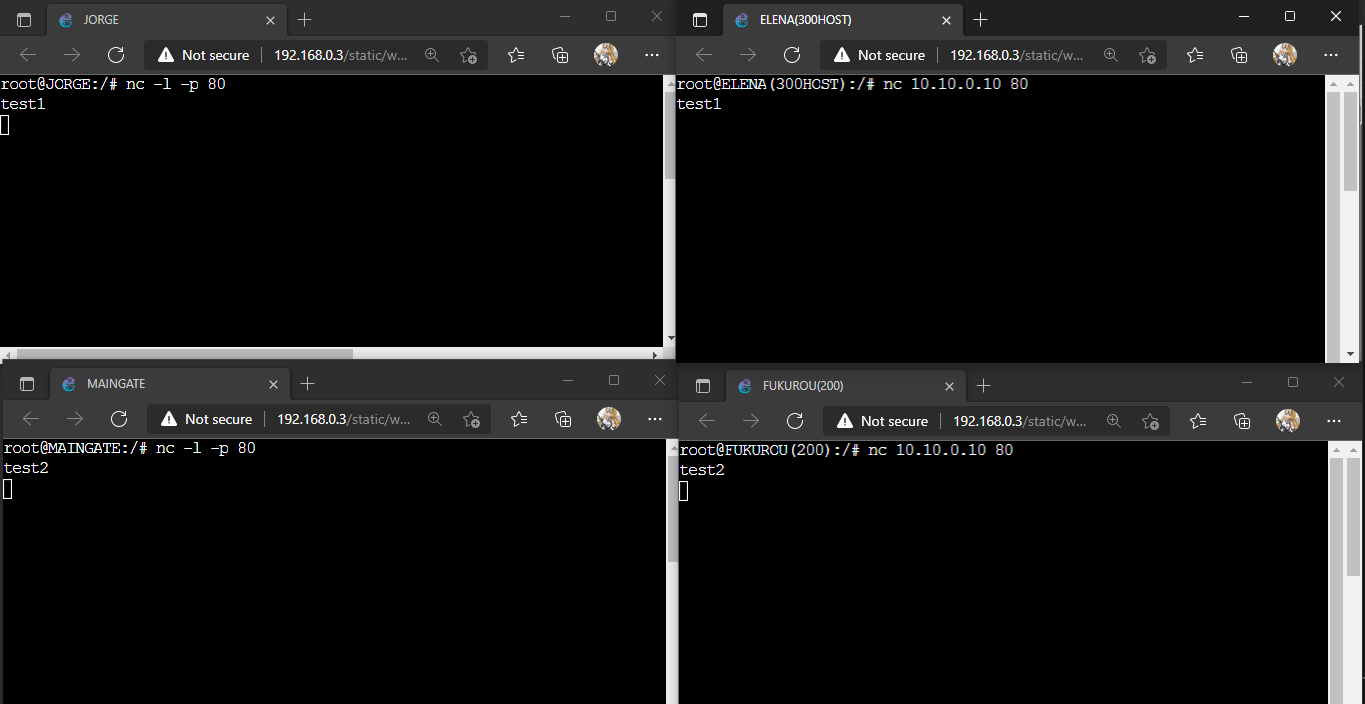 JORGE
Not secure 192.168.0.3/static/w...
root@JORGE:/# nc -l -p 80
test1
ELENA(300HOST)
Not secure 192.168.0.3/static/w...
root@ELENA(300HOST):/# nc 10.10.0.10 80
test1
MAINGATE
Not secure 192.168.0.3/static/w...
root@MAINGATE:/# nc -l -p 80
test2
FUKUROU(200)
Not secure 192.168.0.3/static/w...
root@FUKUROU(200):/# nc 10.10.0.10 80
test2